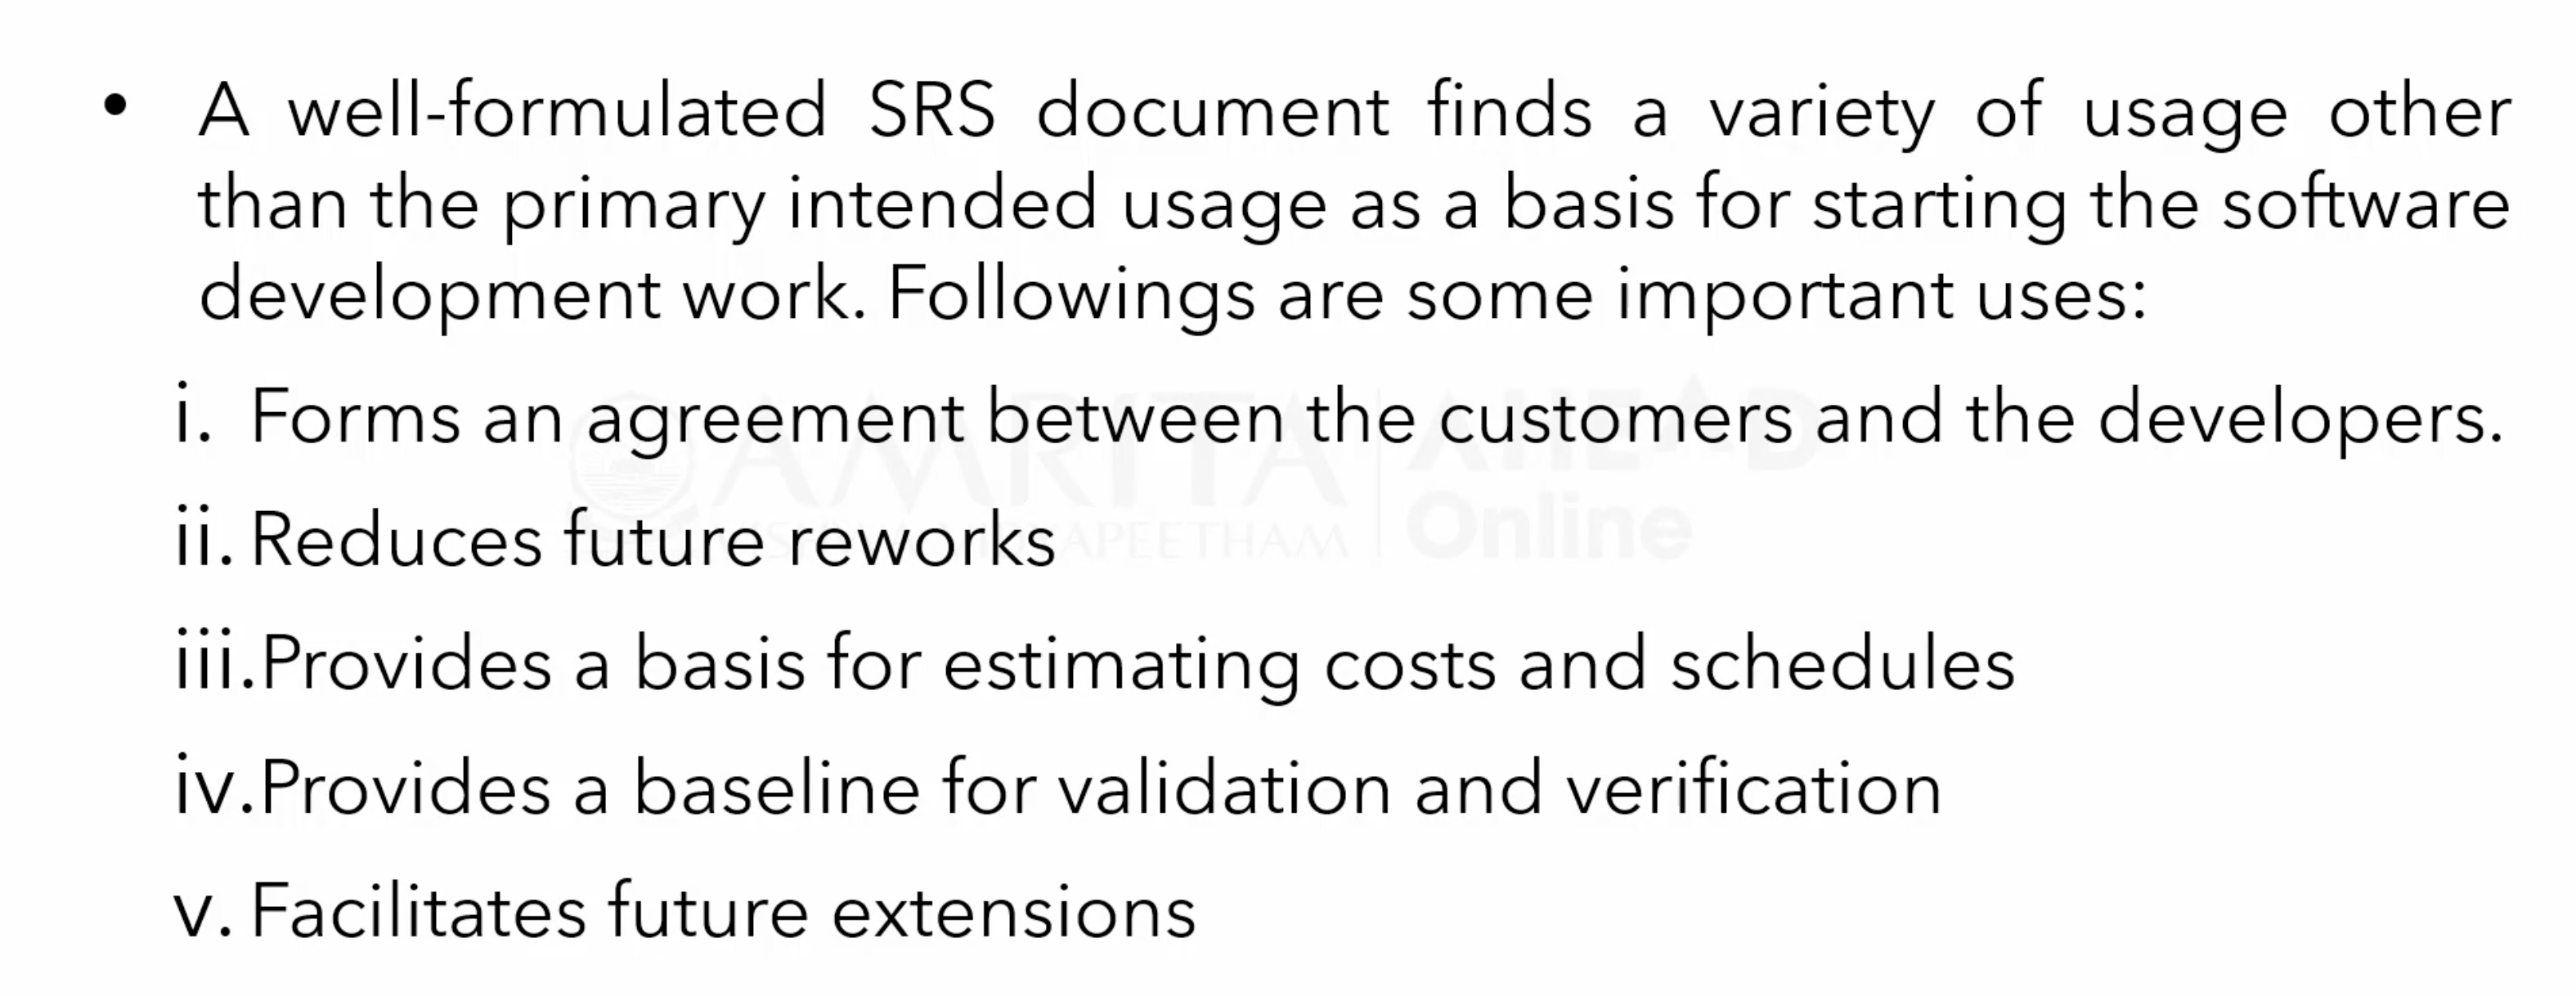 • A well-formulated SRS document finds a variety of usage other
than the primary intended usage as a basis for starting the software
development work. Followings are some important uses:
i. Forms an agreement between the customers and the developers.
AMRITA AHEAD
ii. Reduces future reworks
Online
iii.Provides a basis for estimating costs and schedules
iv.Provides a baseline for validation and verification
v. Facilitates future extensions